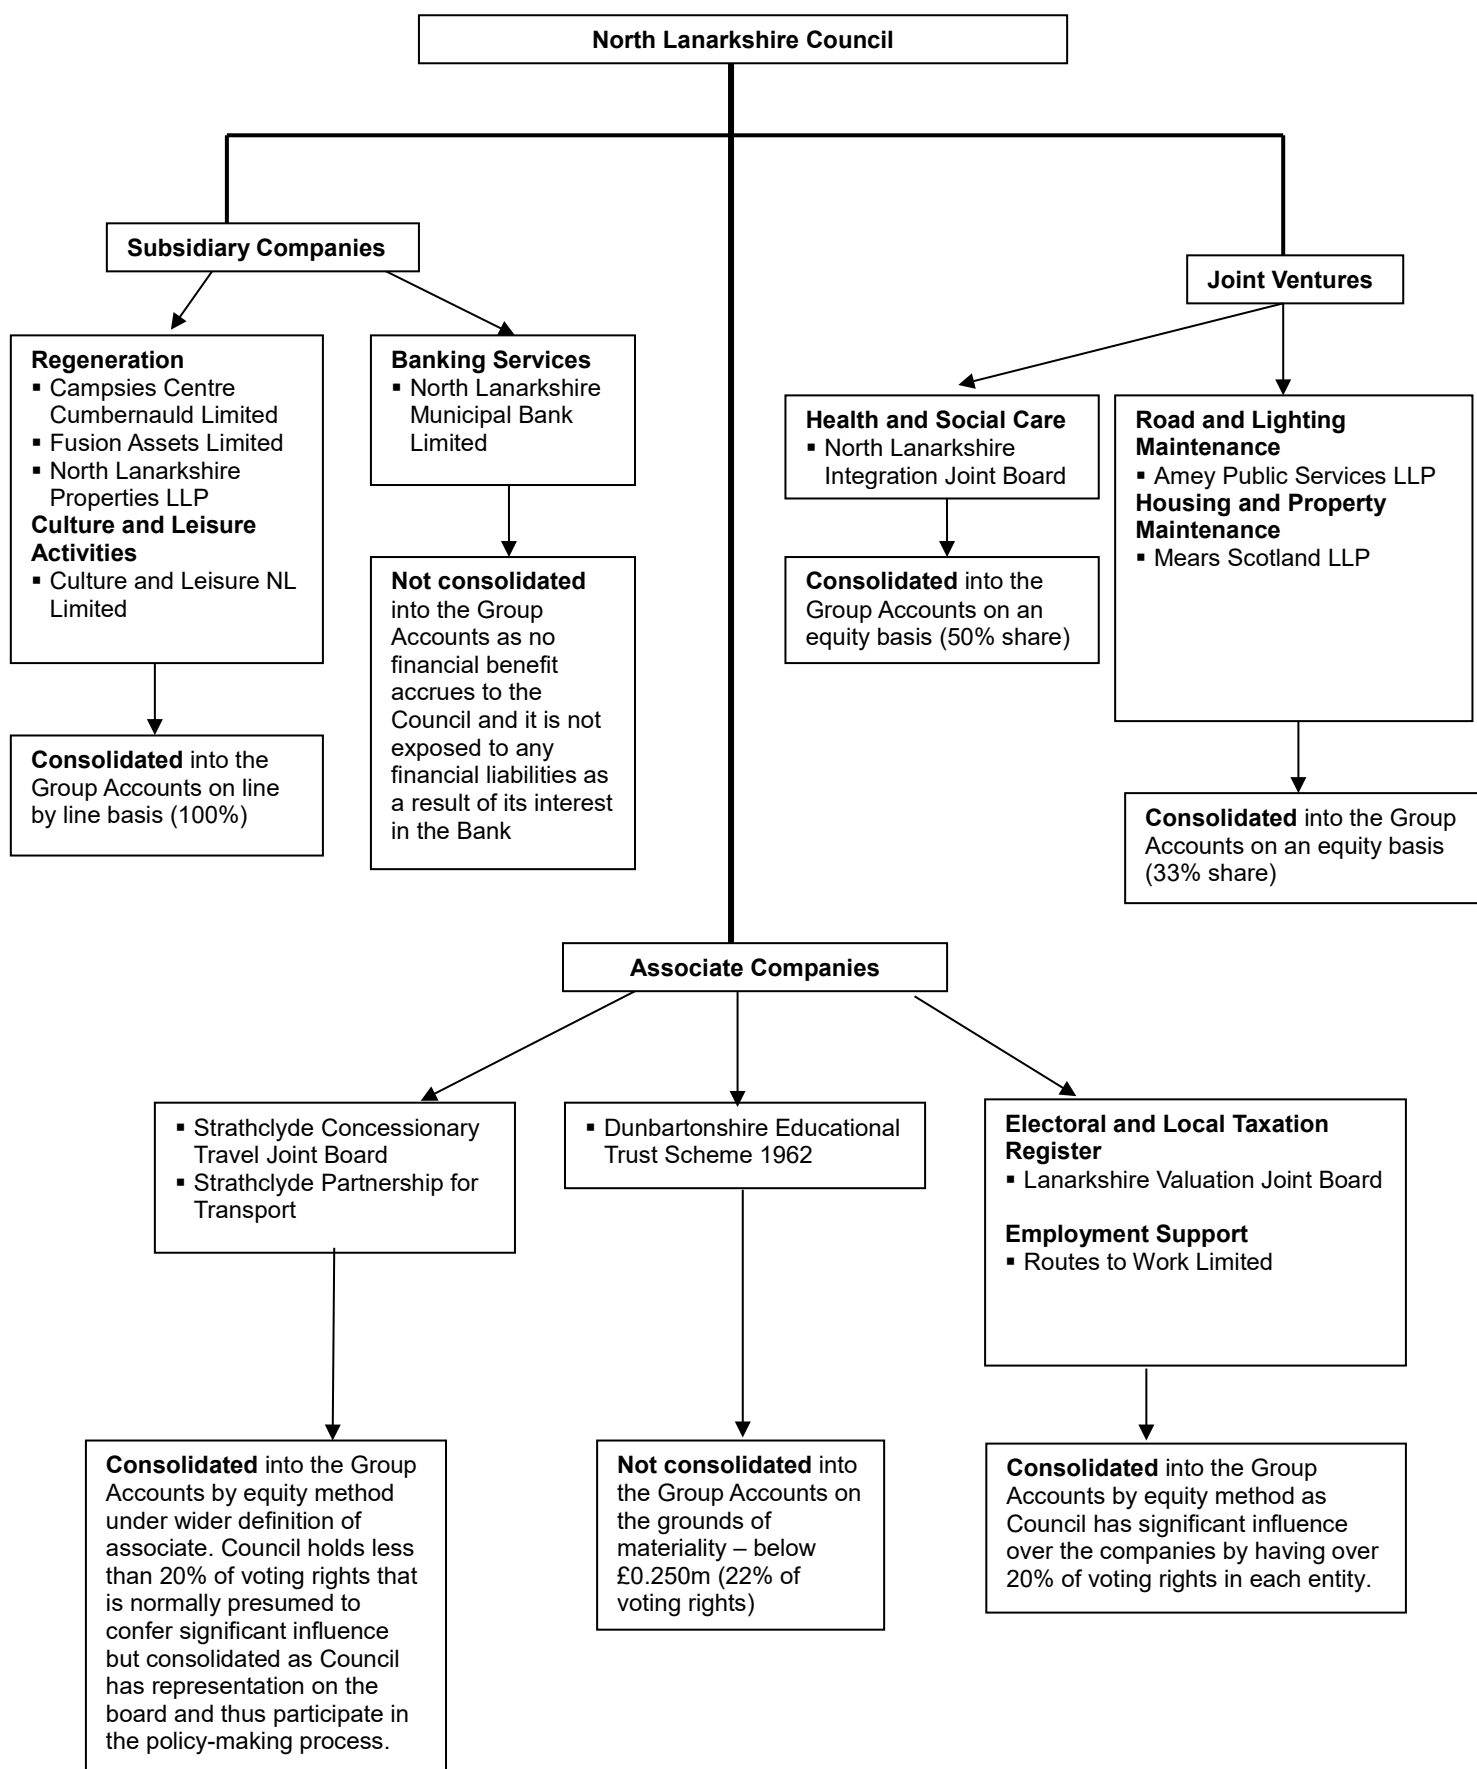 North Lanarkshire Council
Subsidiary Companies
Joint Ventures
Regeneration
▪ Campsies Centre
Cumbernauld Limited
▪ Fusion Assets Limited
▪ North Lanarkshire
Properties LLP
Culture and Leisure
Activities
▪ Culture and Leisure NL
Limited
Banking Services
▪ North Lanarkshire
Municipal Bank
Limited
Health and Social Care
▪ North Lanarkshire
Integration Joint Board
Road and Lighting
Maintenance
▪ Amey Public Services LLP
Housing and Property
Maintenance
▪ Mears Scotland LLP
Consolidated into the
Group Accounts on line
by line basis (100%)
Not consolidated
into the Group
Accounts as no
financial benefit
accrues to the
Council and it is not
exposed to any
financial liabilities as
a result of its interest
in the Bank
Consolidated into the
Group Accounts on an
equity basis (50% share)
Consolidated into the Group
Accounts on an equity basis
(33% share)
Associate Companies
▪ Strathclyde Concessionary
Travel Joint Board
▪ Strathclyde Partnership for
Transport
▪ Dunbartonshire Educational
Trust Scheme 1962
Electoral and Local Taxation
Register
▪ Lanarkshire Valuation Joint Board
Employment Support
▪ Routes to Work Limited
Consolidated into the Group
Accounts by equity method
under wider definition of
associate. Council holds less
than 20% of voting rights that
is normally presumed to
confer significant influence
but consolidated as Council
has representation on the
board and thus participate in
the policy-making process.
Not consolidated into
the Group Accounts on
the grounds of
materiality – below
£0.250m (22% of
voting rights)
Consolidated into the Group
Accounts by equity method as
Council has significant influence
over the companies by having over
20% of voting rights in each entity.